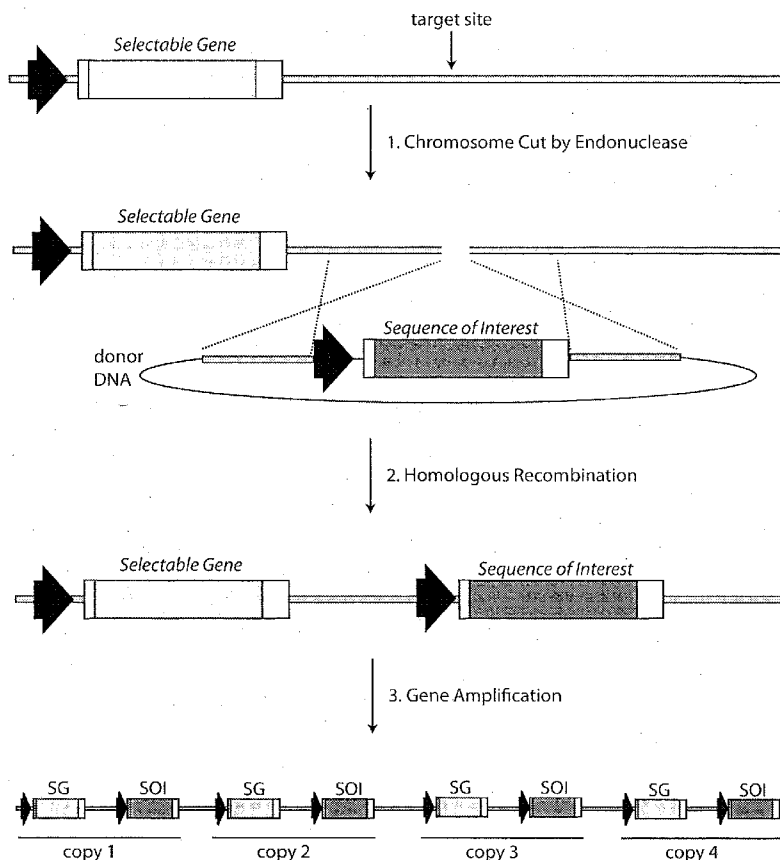 target site
Selectable Gene
1. Chromosome Cut by Endonuclease
Selectable Gene
Sequence of Interest
donor
DNA
2. Homologous Recombination
Selectable Gene
Sequence of Interest
3. Gene Amplification
SG SOI SG SOI SG SOI SG SOI
copy 1 copy 2 copy 3 copy 4